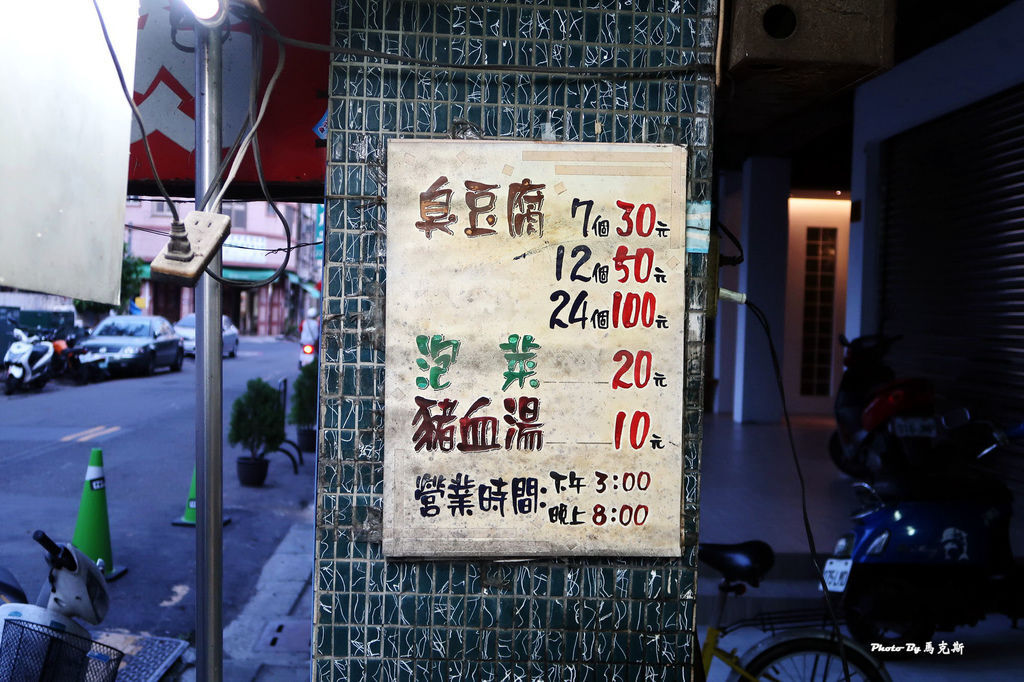 臭豆腐 7個30元
12個50元
24個100元
泡菜 20元
豬血湯 10元
營業時間:下午3:00
晚上8:00
Photo By 馬克斯